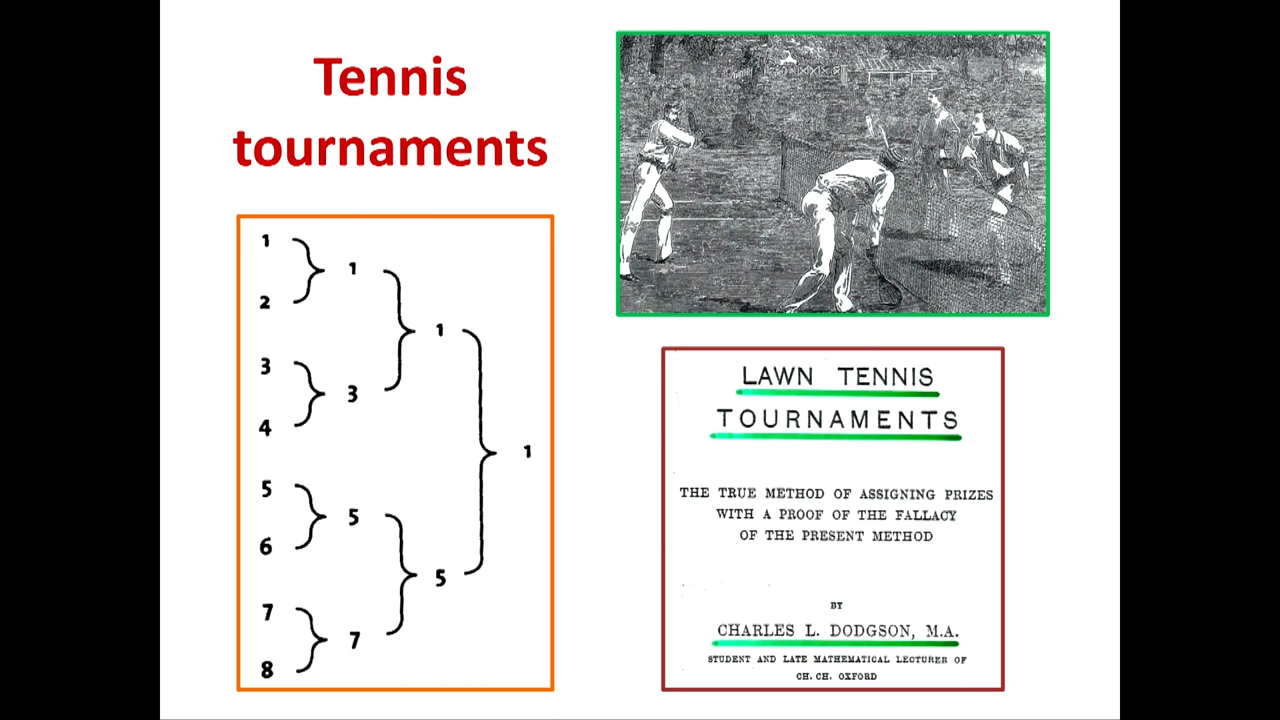 Tennis
tournaments
1
2
3
4
5
6
7
8
1
3
5
7
1
5
1
LAWN TENNIS
TOURNAMENTS
THE TRUE METHOD OF ASSIGNING PRIZES
WITH A PROOF OF THE FALLACY
OF THE PRESENT METHOD
BY
CHARLES L. DODGSON, M.A.
STUDENT AND LATE MATHEMATICAL LECTURER OF
CH. CH. OXFORD